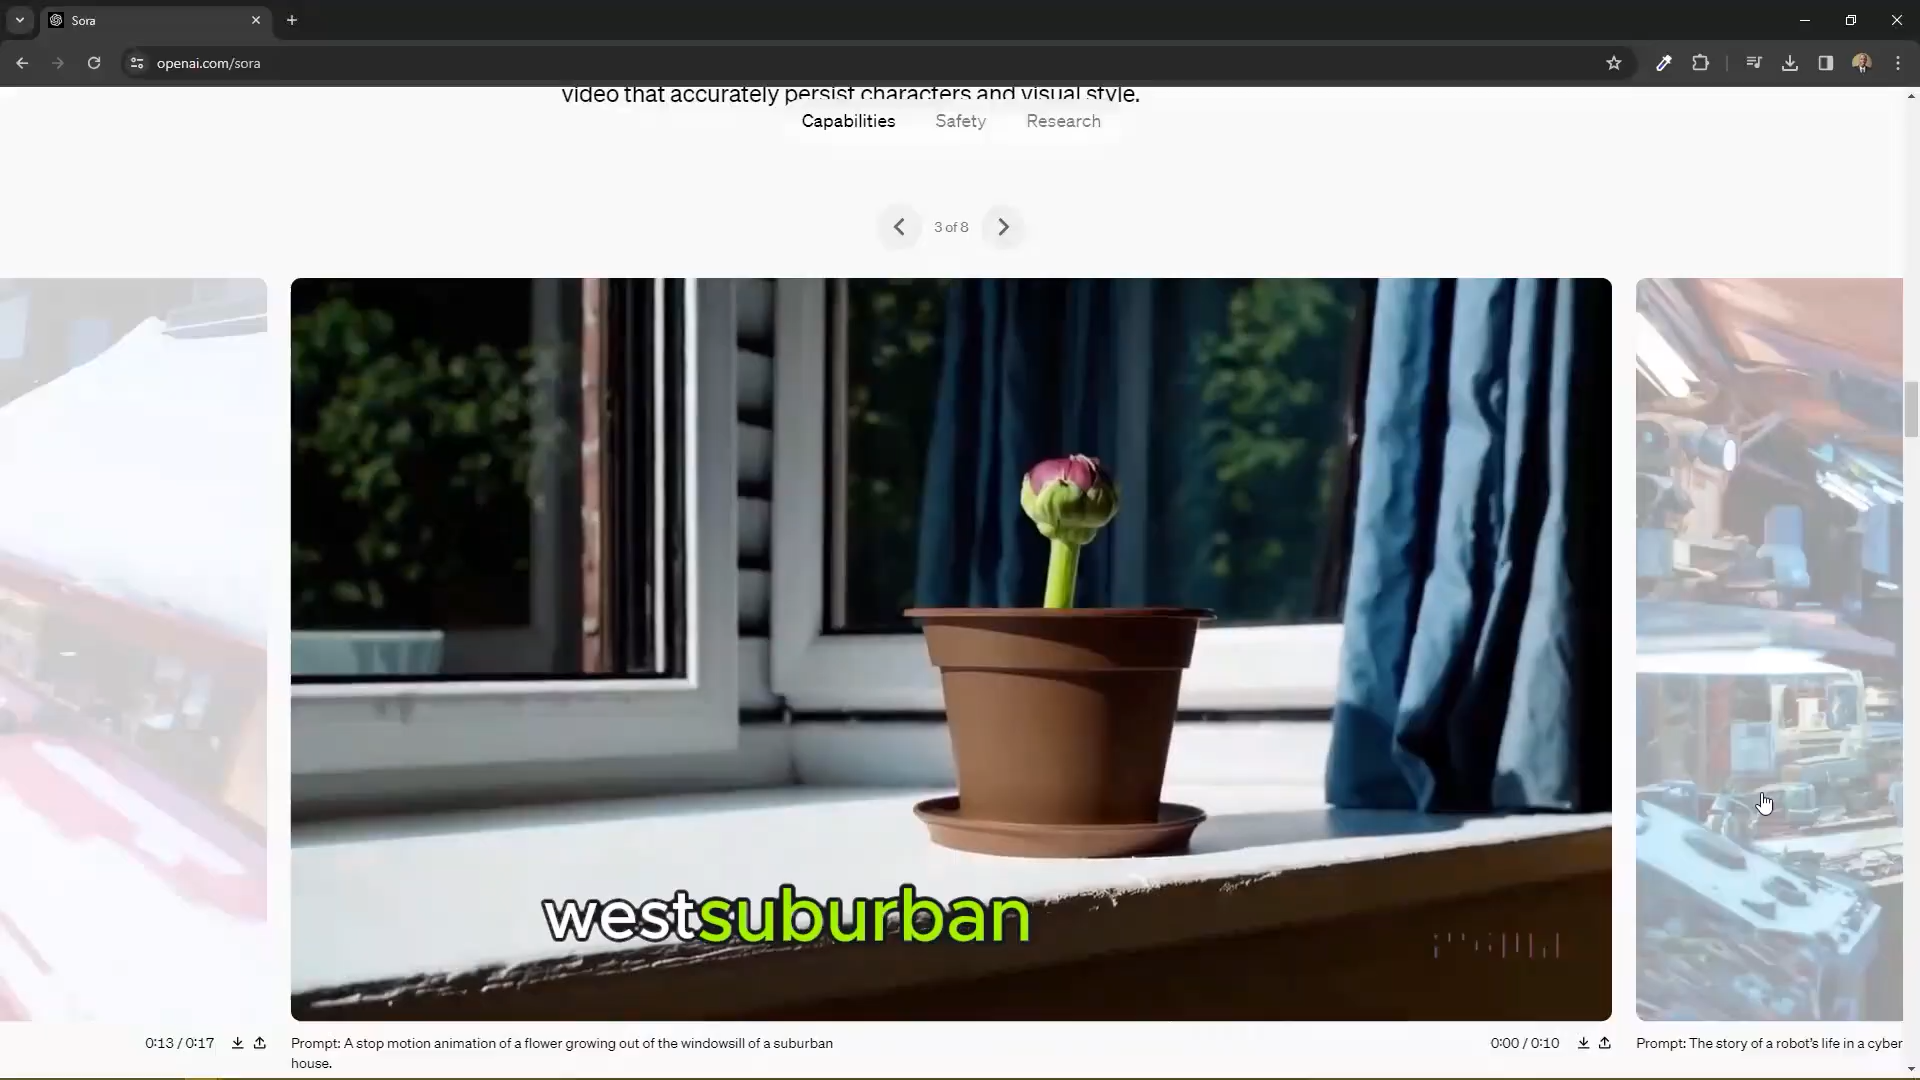 Sora
openai.com/sora
video that accurately persist characters and visual style.
Capabilities
Safety
Research
3 of 8
westsuburban
0:13 / 0:17
Prompt: A stop motion animation of a flower growing out of the windowsill of a suburban
house.
0:00 / 0:10
Prompt: The story of a robot's life in a cyber